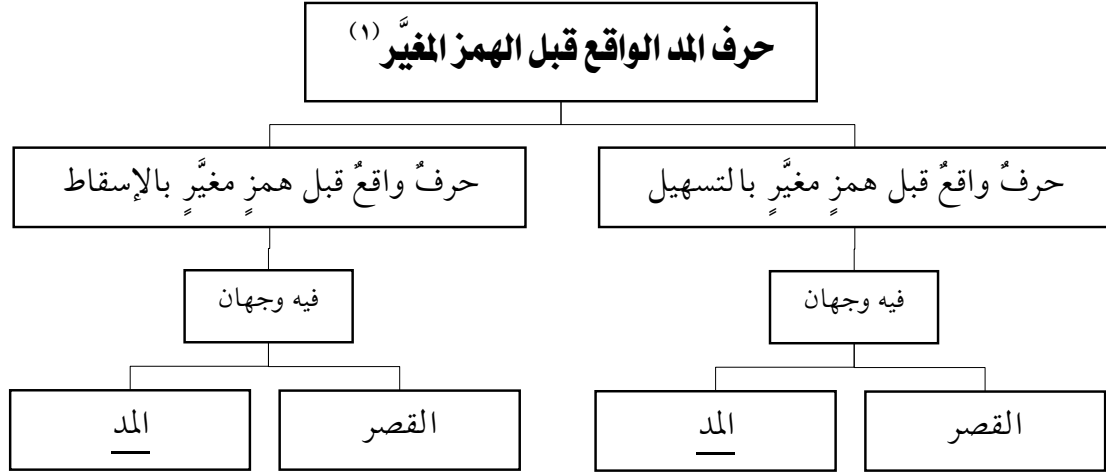 حرف المد الواقع قبل الهمز المغيَّر (١)
حرفٌ واقعٌ قبل همزٍ مغيَّرٍ بالتسهيل
حرفٌ واقعٌ قبل همزٍ مغيَّرٍ بالإسقاط
فيه وجهان
فيه وجهان
القصر
المد
القصر
المد